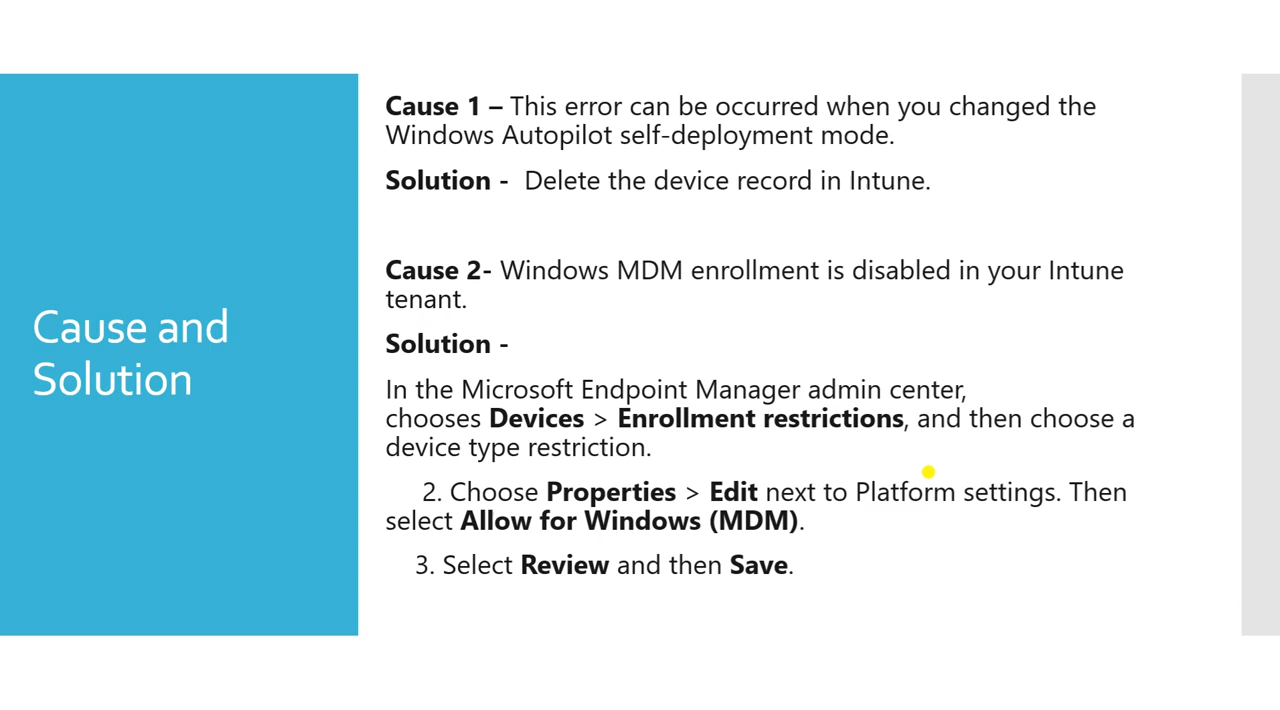 Cause and
Solution
Cause 1 – This error can be occurred when you changed the
Windows Autopilot self-deployment mode.
Solution - Delete the device record in Intune.
Cause 2- Windows MDM enrollment is disabled in your Intune
tenant.
Solution -
In the Microsoft Endpoint Manager admin center,
chooses Devices > Enrollment restrictions, and then choose a
device type restriction.
2. Choose Properties > Edit next to Platform settings. Then
select Allow for Windows (MDM).
3. Select Review and then Save.